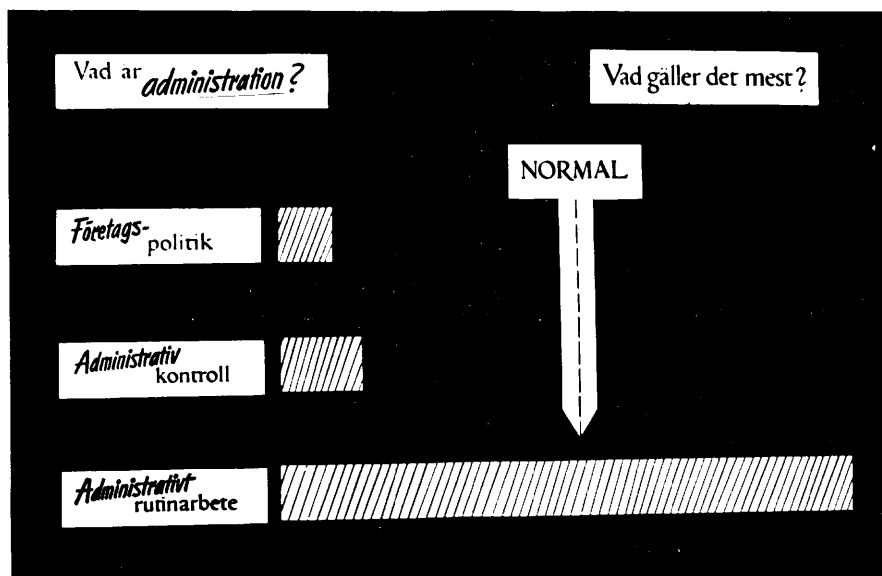 Vad är administration?
Vad gäller det mest?
NORMAL
Företags-
politik
Administrativ
kontroll
Administrativt
rutinarbete